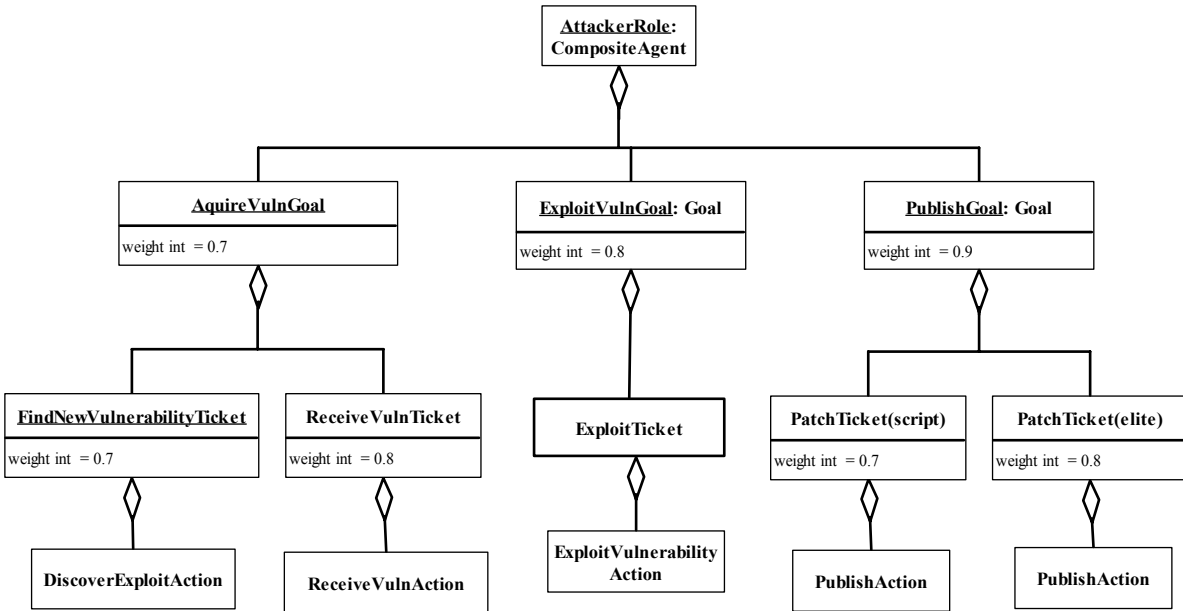 AttackerRole:
CompositeAgent
AquireVulnGoal
weight int = 0.7
ExploitVulnGoal: Goal
weight int = 0.8
PublishGoal: Goal
weight int = 0.9
FindNewVulnerabilityTicket
weight int = 0.7
ReceiveVulnTicket
weight int = 0.8
ExploitTicket
PatchTicket(script)
weight int = 0.7
PatchTicket(elite)
weight int = 0.8
DiscoverExploitAction
ReceiveVulnAction
ExploitVulnerability
Action
PublishAction
PublishAction